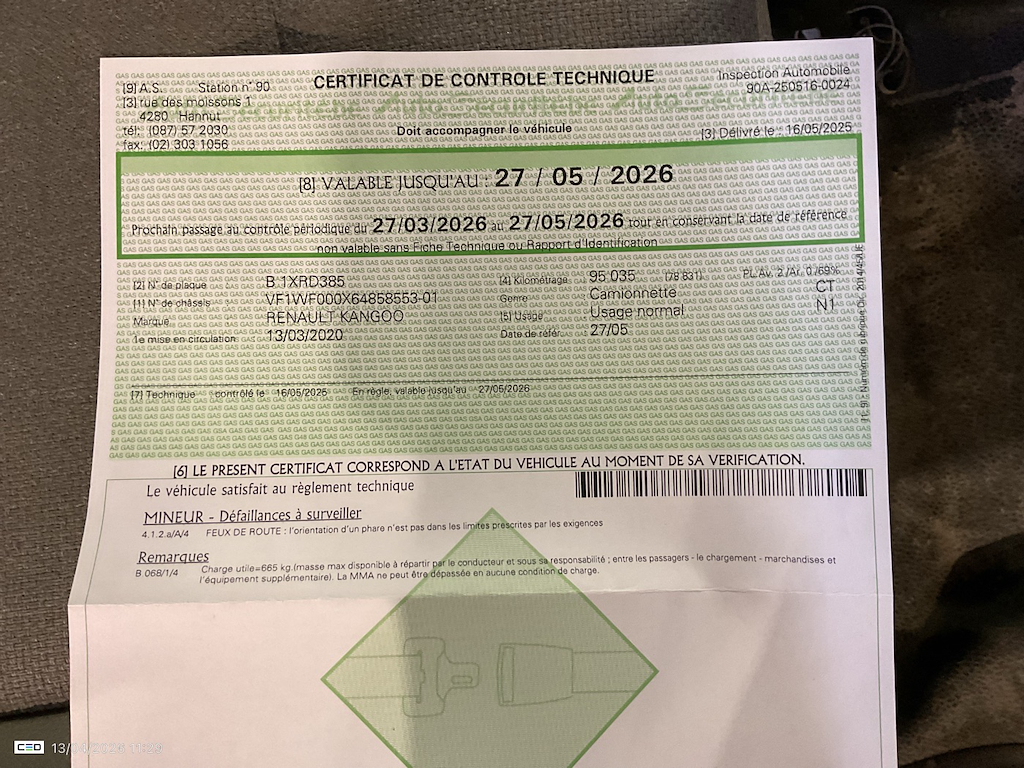 [9] A.S. Station n° 90
[3] rue des moissons 1
4280 Hannut
tél: (087) 57 2030
fax: (02) 303 1056
CERTIFICAT DE CONTROLE TECHNIQUE
Doit accompagner le véhicule
Inspection Automobile
90A-250516-0024
[3] Délivré le : 16/05/2025
[8] VALABLE JUSQU'AU : 27 / 05 / 2026
Prochain passage au contrôle périodique du 27/03/2026 au 27/05/2026 tout en conservant la date de référence
non valable sans Fiche Technique ou Rapport d'Identification
[2] N° de plaque B 1XRD385
[1] N° de châssis VF1WF000X64858553-01
Marque RENAULT KANGOO
1e mise en circulation 13/03/2020
[4] Kilométrage 95 035 (78 831)
Genre Camionnette
[5] Usage Usage normal
Date de référ. 27/05
P.L. Av. 2 /Ar. 0 /69%
CT
N1
[7] Technique contrôlé le 16/05/2025 En règle, valable jusqu'au 27/05/2026
[6] LE PRESENT CERTIFICAT CORRESPOND A L'ETAT DU VEHICULE AU MOMENT DE SA VERIFICATION.
Le véhicule satisfait au règlement technique
MINEUR - Défaillances à surveiller
4.1.2.a/A/4 FEUX DE ROUTE : l'orientation d'un phare n'est pas dans les limites prescrites par les exigences
Remarques
B 068/1/4 Charge utile=665 kg.(masse max disponible à répartir par le conducteur et sous sa responsabilité ; entre les passagers - le chargement - marchandises et
l'équipement supplémentaire). La MMA ne peut être dépassée en aucune condition de charge.